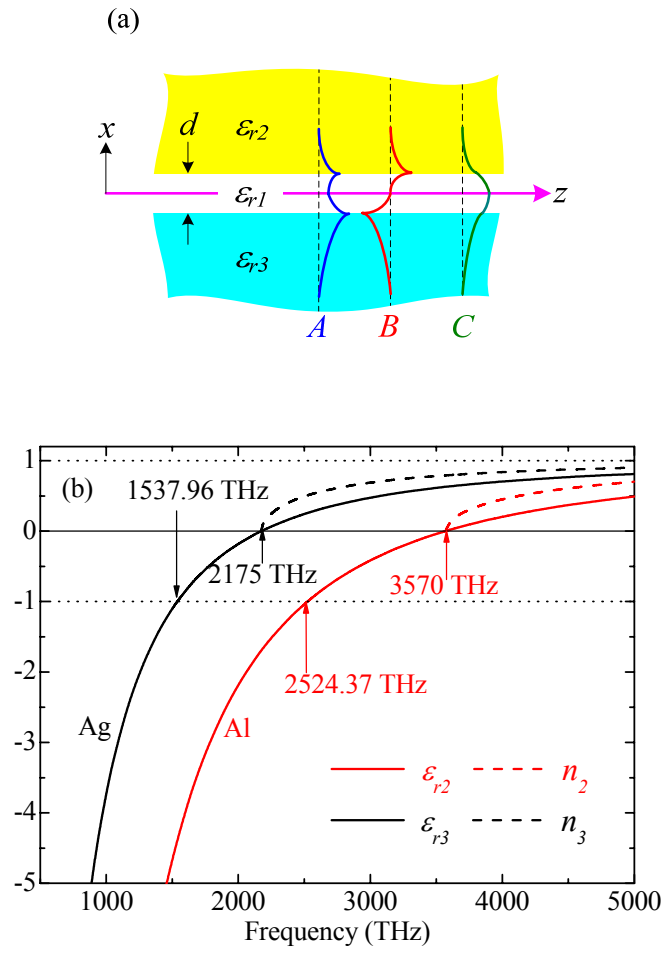 (a)
x
d
εr2
εr1
z
εr3
A B C
(b)
1
0
-1
-2
-3
-4
-5
1537.96 THz
2175 THz
3570 THz
2524.37 THz
Ag
Al
εr2 n2
εr3 n3
1000 2000 3000 4000 5000
Frequency (THz)